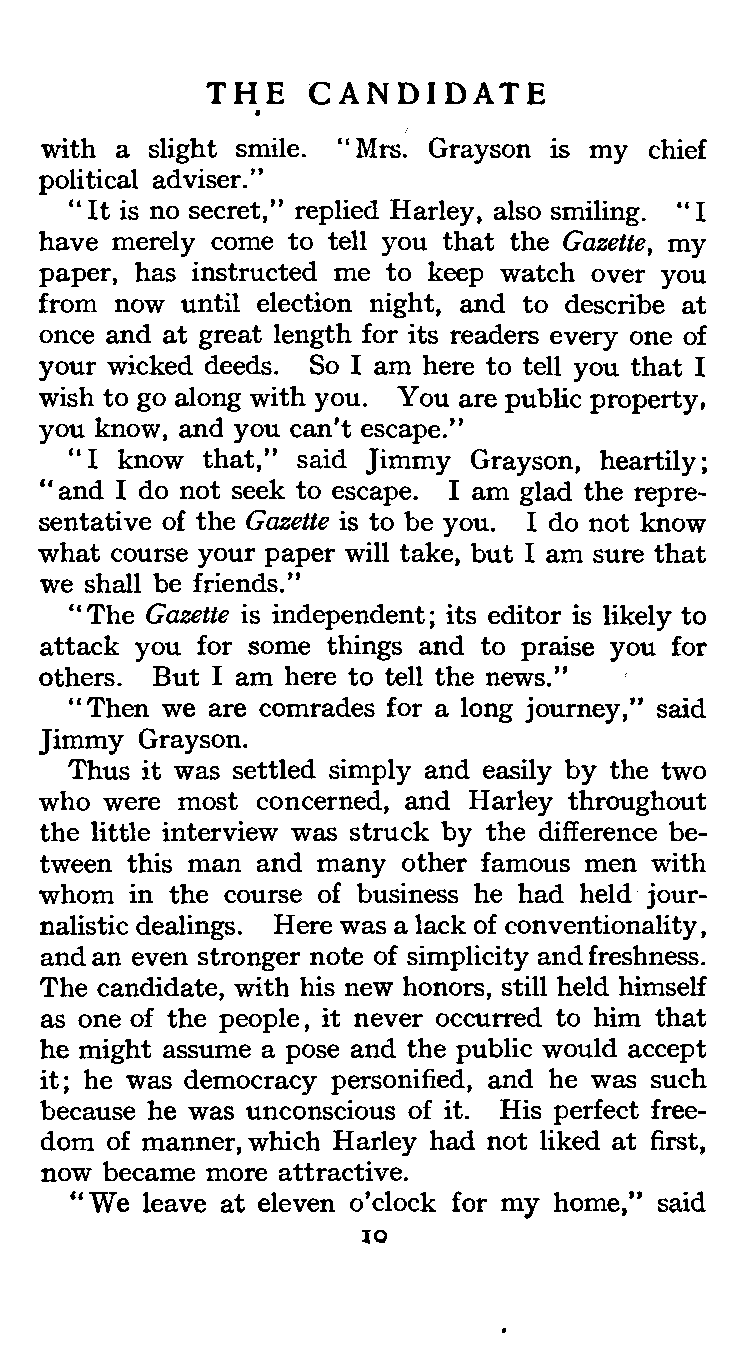 THE CANDIDATE
with a slight smile. "Mrs. Grayson is my chief
political adviser."
"It is no secret," replied Harley, also smiling. "I
have merely come to tell you that the Gazette, my
paper, has instructed me to keep watch over you
from now until election night, and to describe at
once and at great length for its readers every one of
your wicked deeds. So I am here to tell you that I
wish to go along with you. You are public property,
you know, and you can't escape."
"I know that," said Jimmy Grayson, heartily;
"and I do not seek to escape. I am glad the repre-
sentative of the Gazette is to be you. I do not know
what course your paper will take, but I am sure that
we shall be friends."
"The Gazette is independent; its editor is likely to
attack you for some things and to praise you for
others. But I am here to tell the news."
"Then we are comrades for a long journey," said
Jimmy Grayson.
Thus it was settled simply and easily by the two
who were most concerned, and Harley throughout
the little interview was struck by the difference be-
tween this man and many other famous men with
whom in the course of business he had held jour-
nalistic dealings. Here was a lack of conventionality,
and an even stronger note of simplicity and freshness.
The candidate, with his new honors, still held himself
as one of the people, it never occurred to him that
he might assume a pose and the public would accept
it; he was democracy personified, and he was such
because he was unconscious of it. His perfect free-
dom of manner, which Harley had not liked at first,
now became more attractive.
"We leave at eleven o'clock for my home," said
10